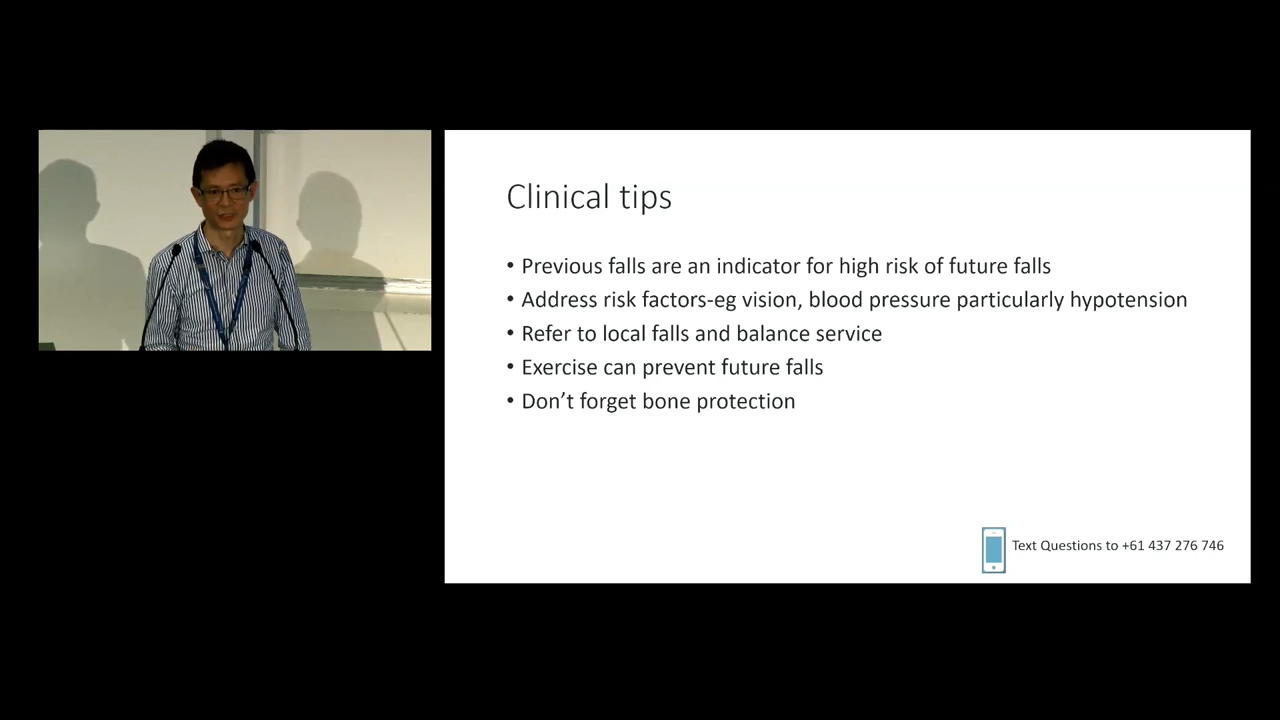 Clinical tips
• Previous falls are an indicator for high risk of future falls
• Address risk factors-eg vision, blood pressure particularly hypotension
• Refer to local falls and balance service
• Exercise can prevent future falls
• Don’t forget bone protection
Text Questions to +61 437 276 746